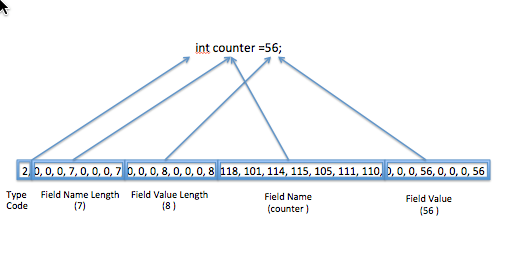 int counter =56;
2, 0, 0, 0, 7, 0, 0, 0, 7 0, 0, 0, 8, 0, 0, 0, 8 118, 101, 114, 115, 105, 111, 110, 0, 0, 0, 56, 0, 0, 0, 56
Type Code
Field Name Length (7)
Field Value Length (8 )
Field Name (counter )
Field Value (56 )